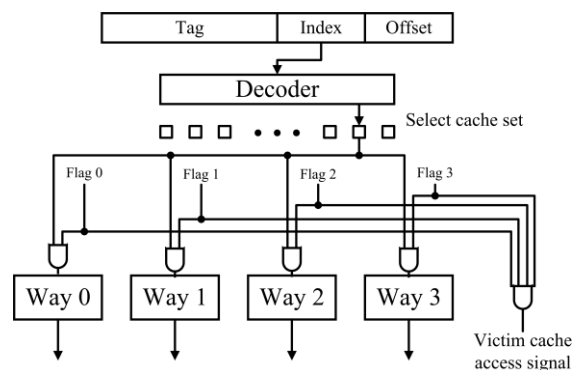 Tag Index Offset
Decoder
Select cache set
Flag 0 Flag 1 Flag 2 Flag 3
Way 0 Way 1 Way 2 Way 3
Victim cache
access signal